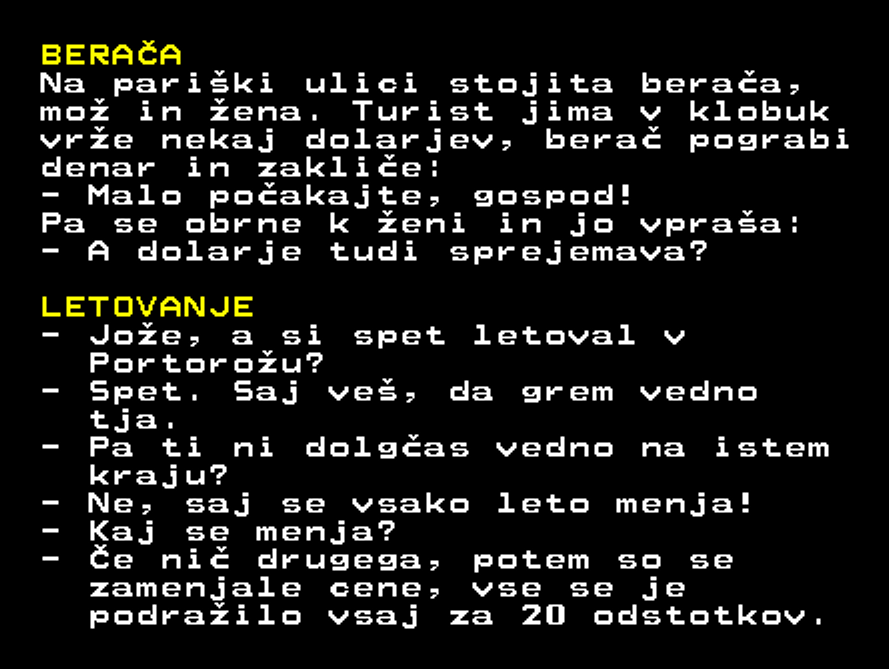 BERAČA
Na pariški ulici stojita berača,
mož in žena. Turist jima v klobuk
vrže nekaj dolarjev, berač pograbi
denar in zakliče:
- Malo počakajte, gospod!
Pa se obrne k ženi in jo vpraša:
- A dolarje tudi sprejemava?
LETOVANJE
- Jože, a si spet letoval v
Portorožu?
- Spet. Saj veš, da grem vedno
tja.
- Pa ti ni dolgčas vedno na istem
kraju?
- Ne, saj se vsako leto menja!
- Kaj se menja?
- Če nič drugega, potem so se
zamenjale cene, vse se je
podražilo vsaj za 20 odstotkov.